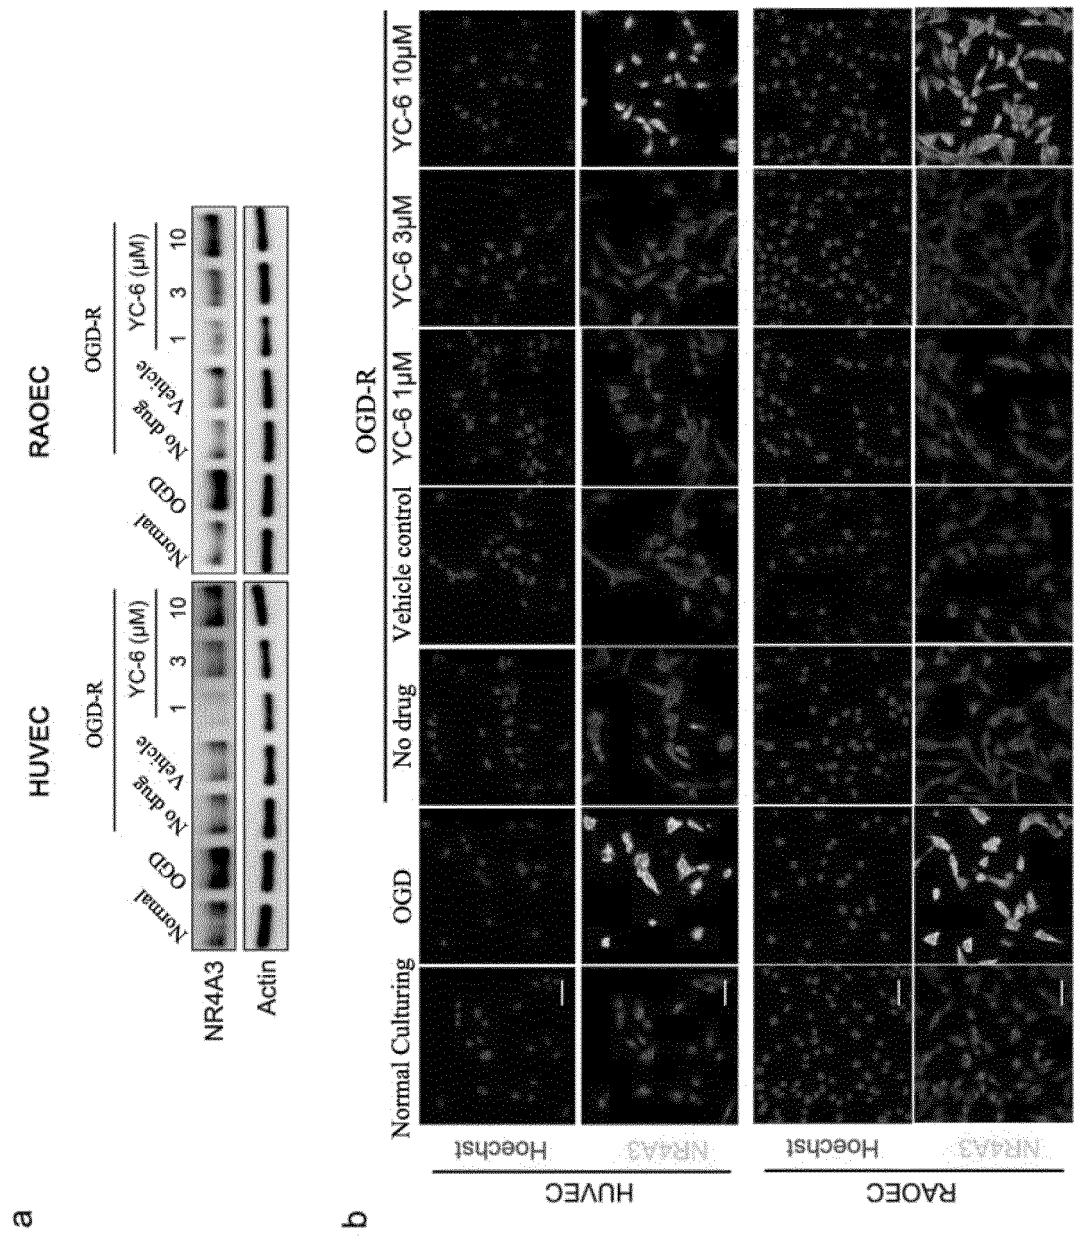 a
HUVEC
RAOEC
OGD-R
OGD-R
YC-6 (µM)
YC-6 (µM)
Normal
OGD
No drug
Vehicle
1
3
10
Normal
OGD
No drug
Vehicle
1
3
10
NR4A3
Actin
b
OGD-R
Normal Culturing
OGD
No drug
Vehicle control
YC-6 1µM
YC-6 3µM
YC-6 10µM
HUVEC
Hoechst
NR4A3
RAOEC
Hoechst
NR4A3